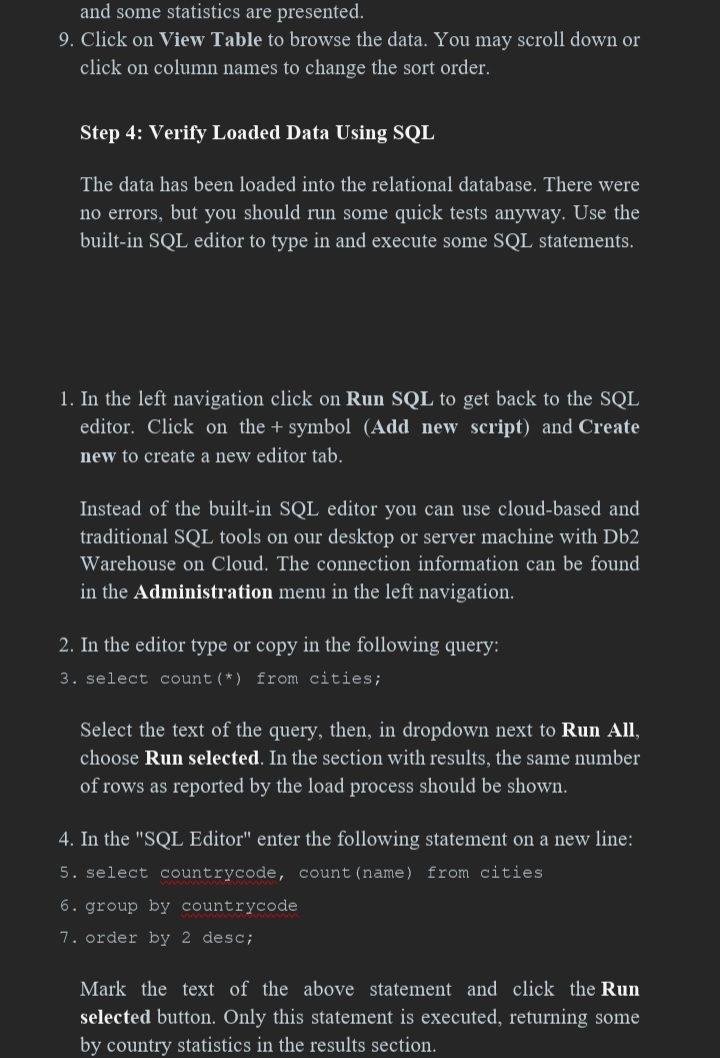 and some statistics are presented.
9. Click on View Table to browse the data. You may scroll down or
click on column names to change the sort order.
Step 4: Verify Loaded Data Using SQL
The data has been loaded into the relational database. There were
no errors, but you should run some quick tests anyway. Use the
built-in SQL editor to type in and execute some SQL statements.
1. In the left navigation click on Run SQL to get back to the SQL
editor. Click on the + symbol (Add new script) and Create
new to create a new editor tab.
Instead of the built-in SQL editor you can use cloud-based and
traditional SQL tools on our desktop or server machine with Db2
Warehouse on Cloud. The connection information can be found
in the Administration menu in the left navigation.
2. In the editor type or copy in the following query:
3. select count(*) from cities;
Select the text of the query, then, in dropdown next to Run All,
choose Run selected. In the section with results, the same number
of rows as reported by the load process should be shown.
4. In the "SQL Editor" enter the following statement on a new line:
5. select countrycode, count(name) from cities
6. group by countrycode
7. order by 2 desc;
Mark the text of the above statement and click the Run
selected button. Only this statement is executed, returning some
by country statistics in the results section.